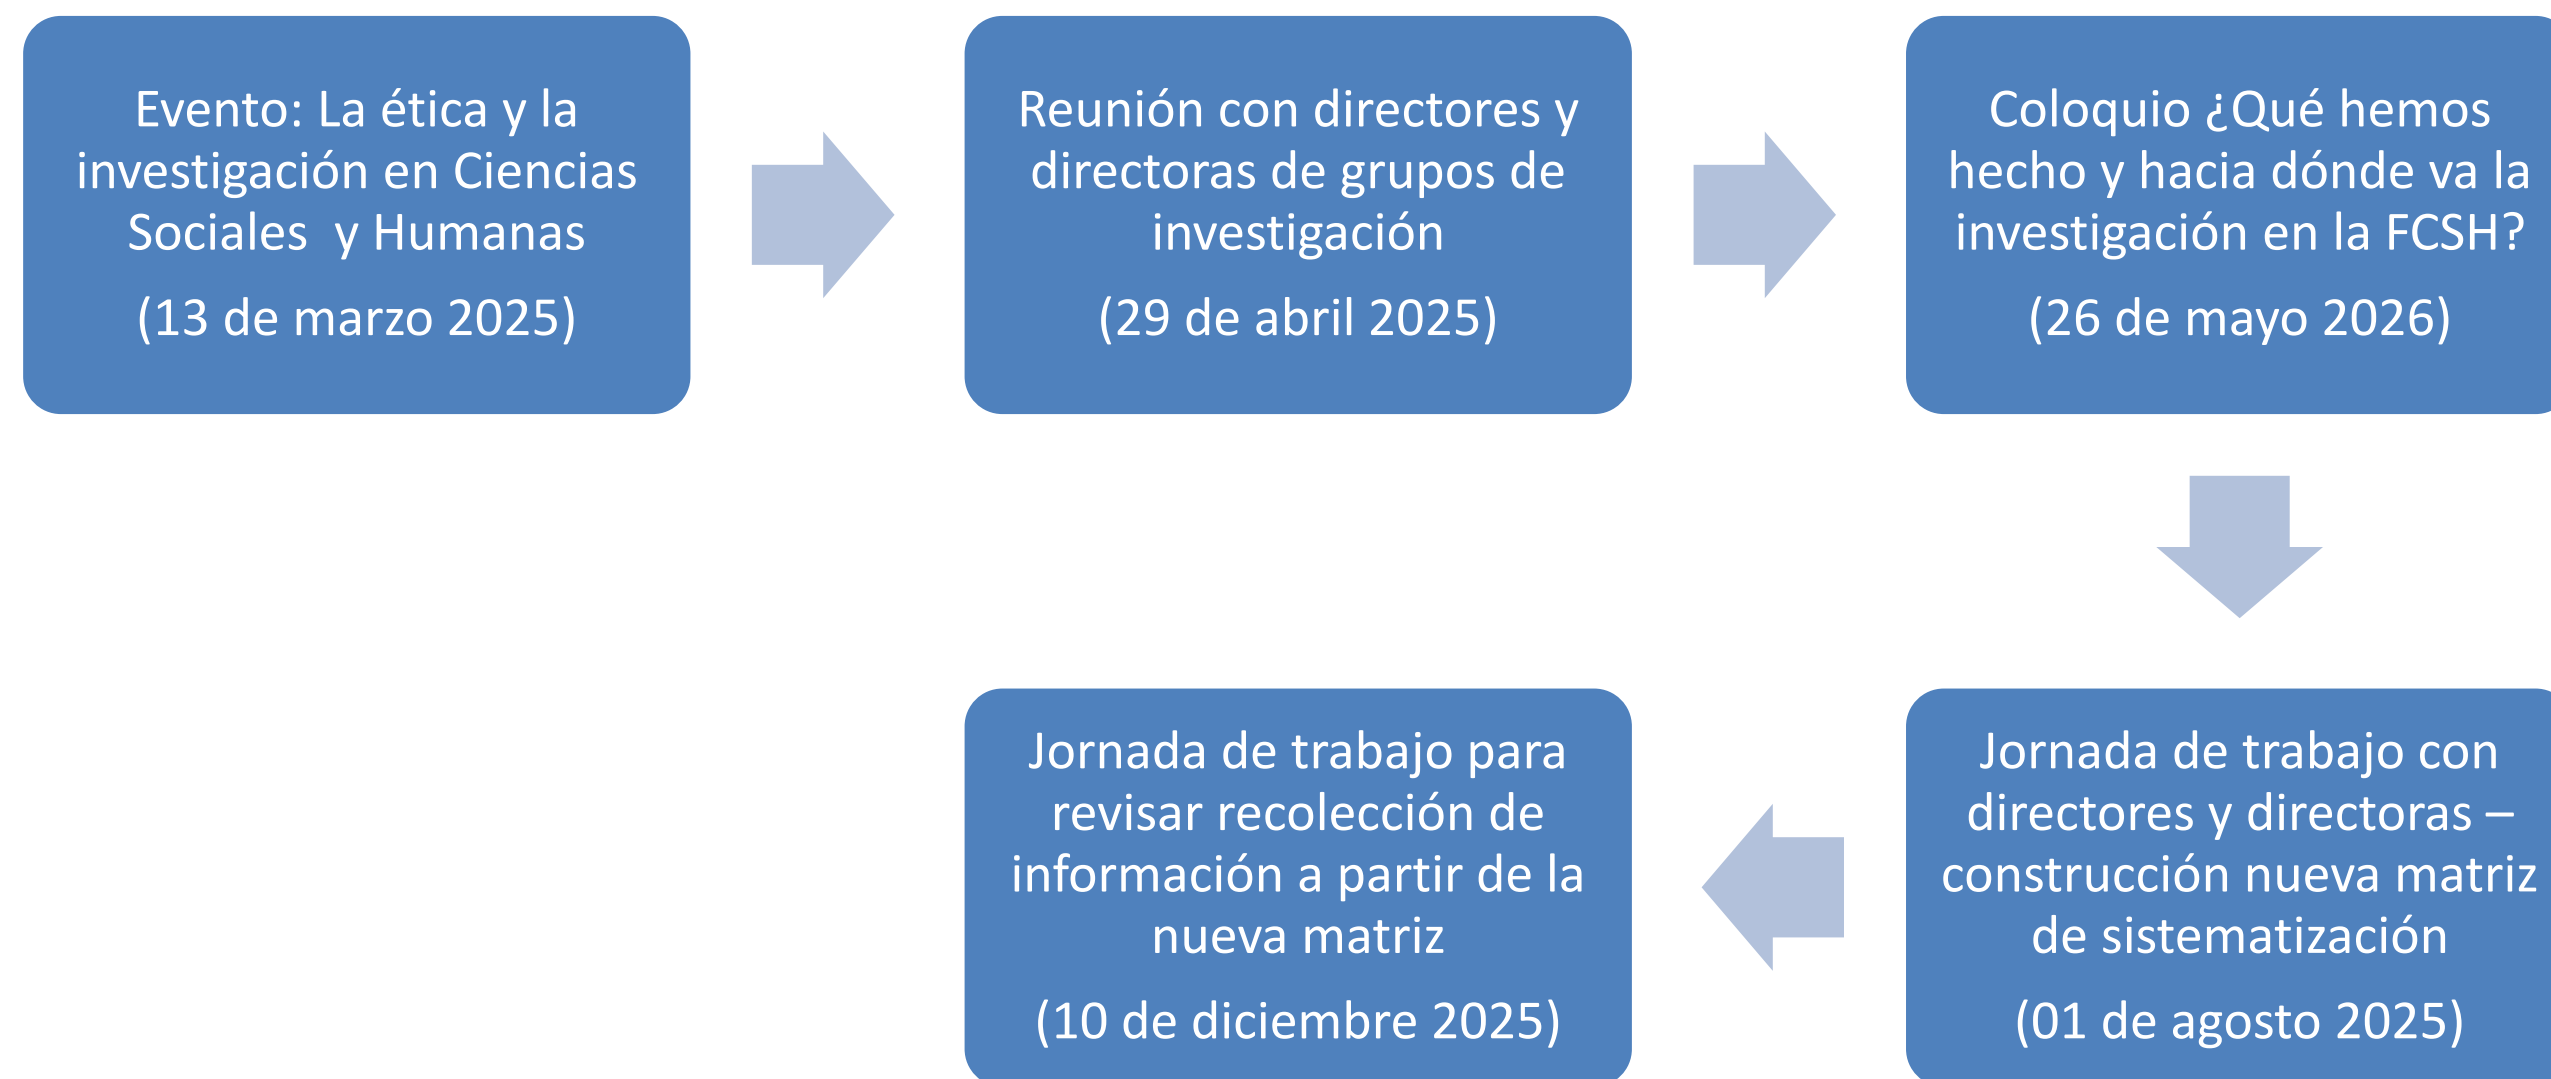 Evento: La ética y la
investigación en Ciencias
Sociales  y Humanas
(13 de marzo 2025)
Reunión con directores y
directoras de grupos de
investigación
(29 de abril 2025)
Coloquio ¿Qué hemos
hecho y hacia dónde va la
investigación en la FCSH?
(26 de mayo 2026)
Jornada de trabajo con
directores y directoras –
construcción nueva matriz
de sistematización
(01 de agosto 2025)
Jornada de trabajo para
revisar recolección de
información a partir de la
nueva matriz
(10 de diciembre 2025)